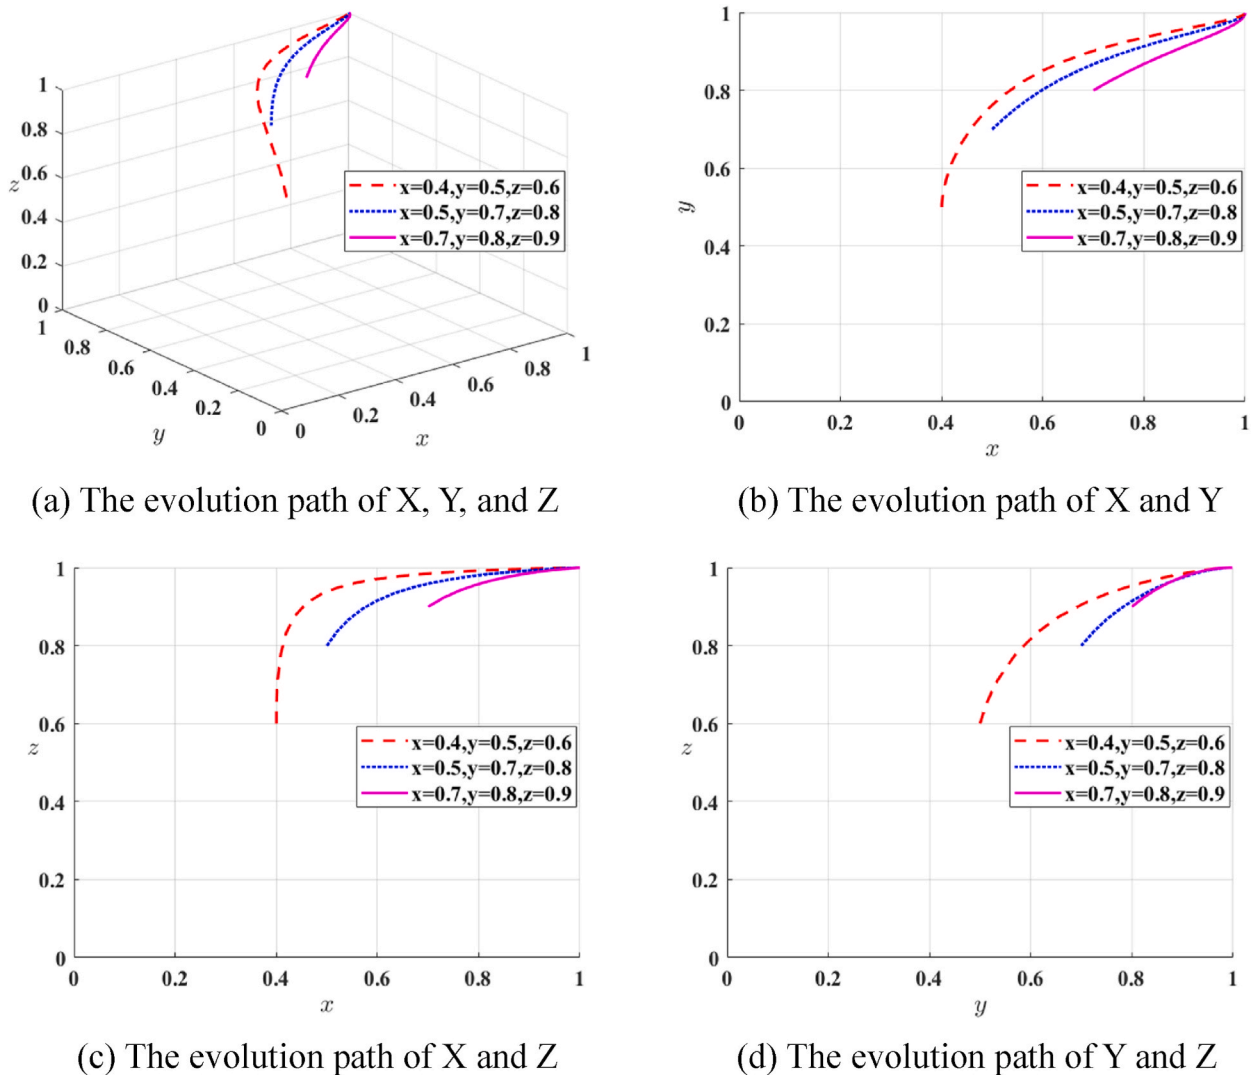 1
0.8
0.6
0.4
0.2
0
z
1
0.8
0.6
0.4
0.2
0
y
0
0.2
0.4
0.6
0.8
1
x
x=0.4,y=0.5,z=0.6
x=0.5,y=0.7,z=0.8
x=0.7,y=0.8,z=0.9
(a) The evolution path of X, Y, and Z
1
0.8
0.6
0.4
0.2
0
y
0
0.2
0.4
0.6
0.8
1
x
x=0.4,y=0.5,z=0.6
x=0.5,y=0.7,z=0.8
x=0.7,y=0.8,z=0.9
(b) The evolution path of X and Y
1
0.8
0.6
0.4
0.2
0
z
0
0.2
0.4
0.6
0.8
1
x
x=0.4,y=0.5,z=0.6
x=0.5,y=0.7,z=0.8
x=0.7,y=0.8,z=0.9
(c) The evolution path of X and Z
1
0.8
0.6
0.4
0.2
0
z
0
0.2
0.4
0.6
0.8
1
y
x=0.4,y=0.5,z=0.6
x=0.5,y=0.7,z=0.8
x=0.7,y=0.8,z=0.9
(d) The evolution path of Y and Z